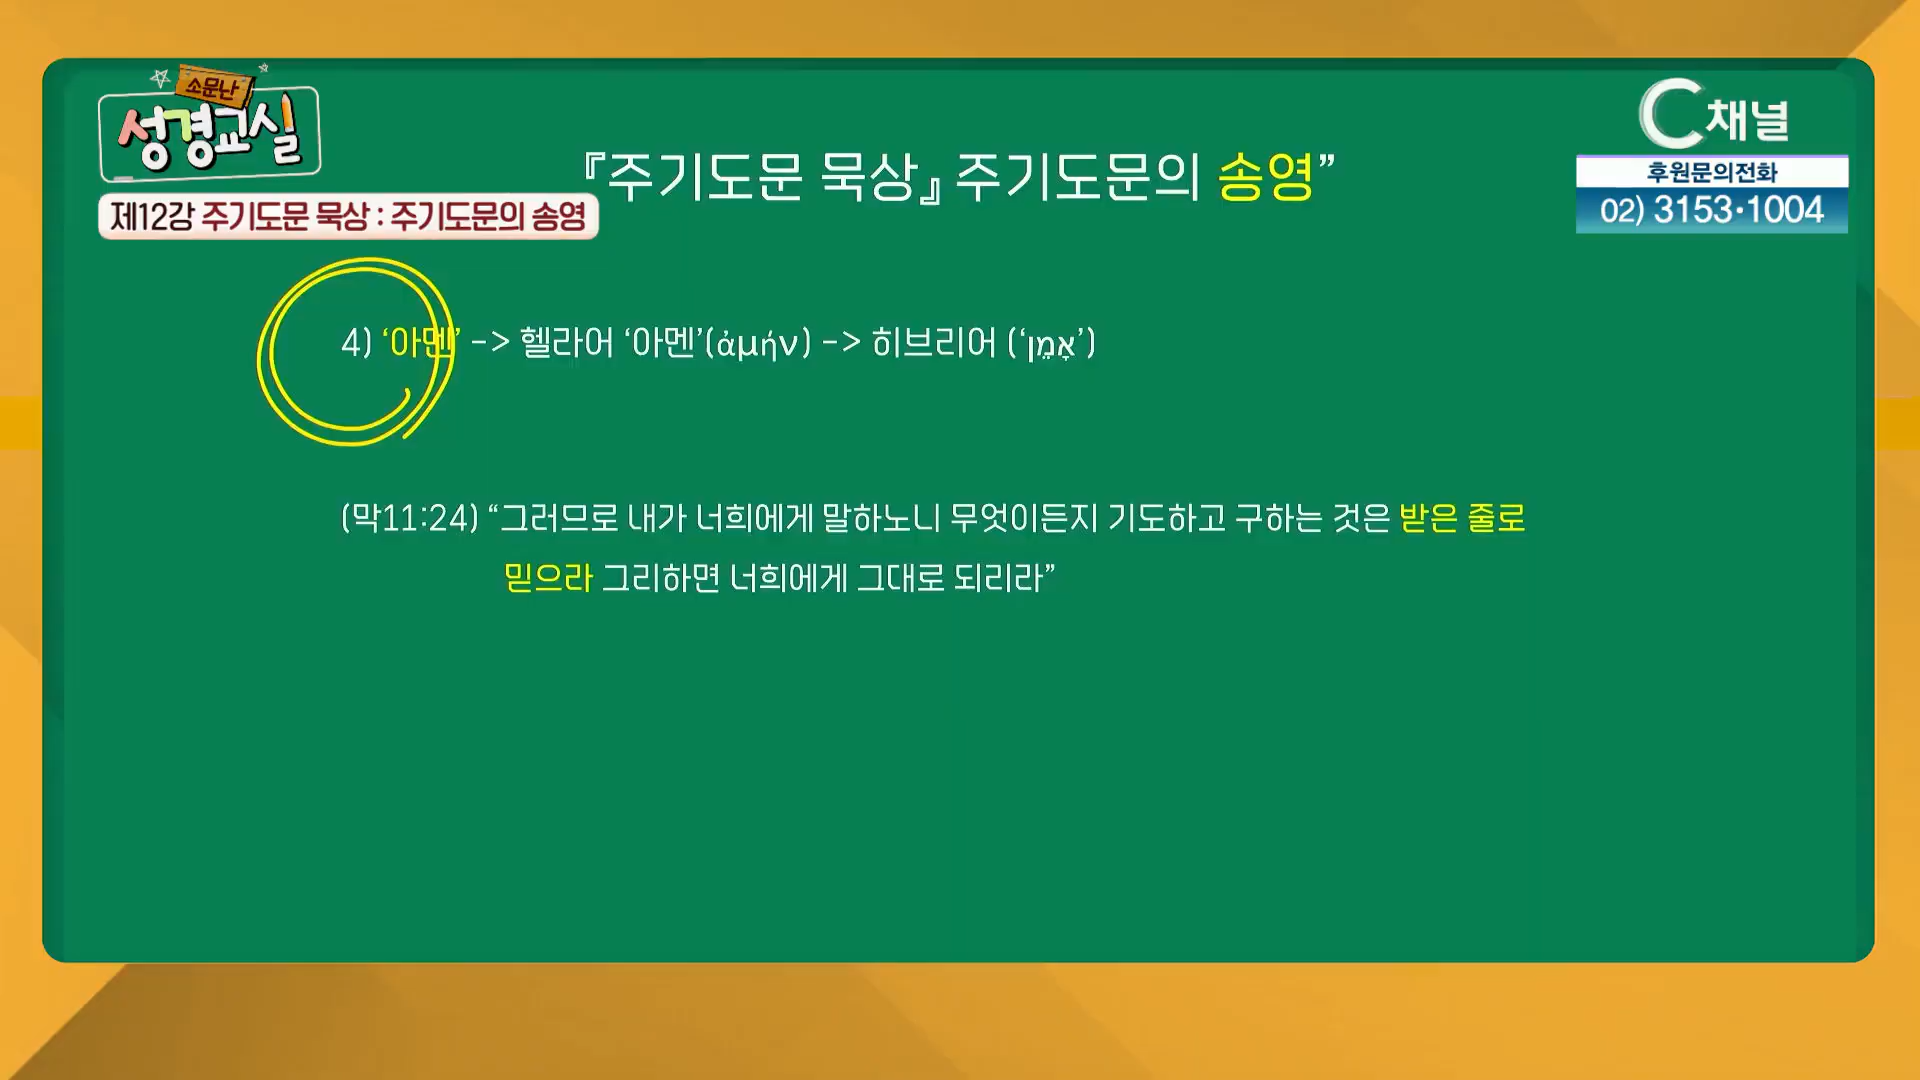 소문난
성경교실
제12강 주기도문 묵상 : 주기도문의 송영
『주기도문 묵상』 주기도문의 송영”
C채널
후원문의전화
02) 3153·1004
4) ‘아멘’ -> 헬라어 ‘아멘’(ἀμήν) -> 히브리어 (‘אָמֵן’)
(막11:24) “그러므로 내가 너희에게 말하노니 무엇이든지 기도하고 구하는 것은 받은 줄로
믿으라 그리하면 너희에게 그대로 되리라”